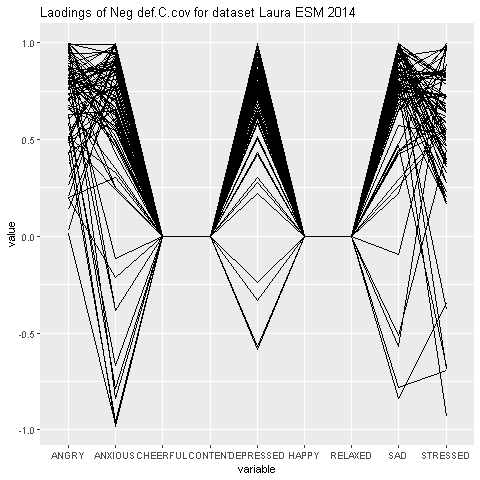 Laodings of Neg def.C.cov for dataset Laura ESM 2014
1.0
0.5
0.0
-0.5
-1.0
value
ANGRY ANXIOUS CHEERFUL CONTENT DEPRESSED HAPPY RELAXED SAD STRESSED
variable